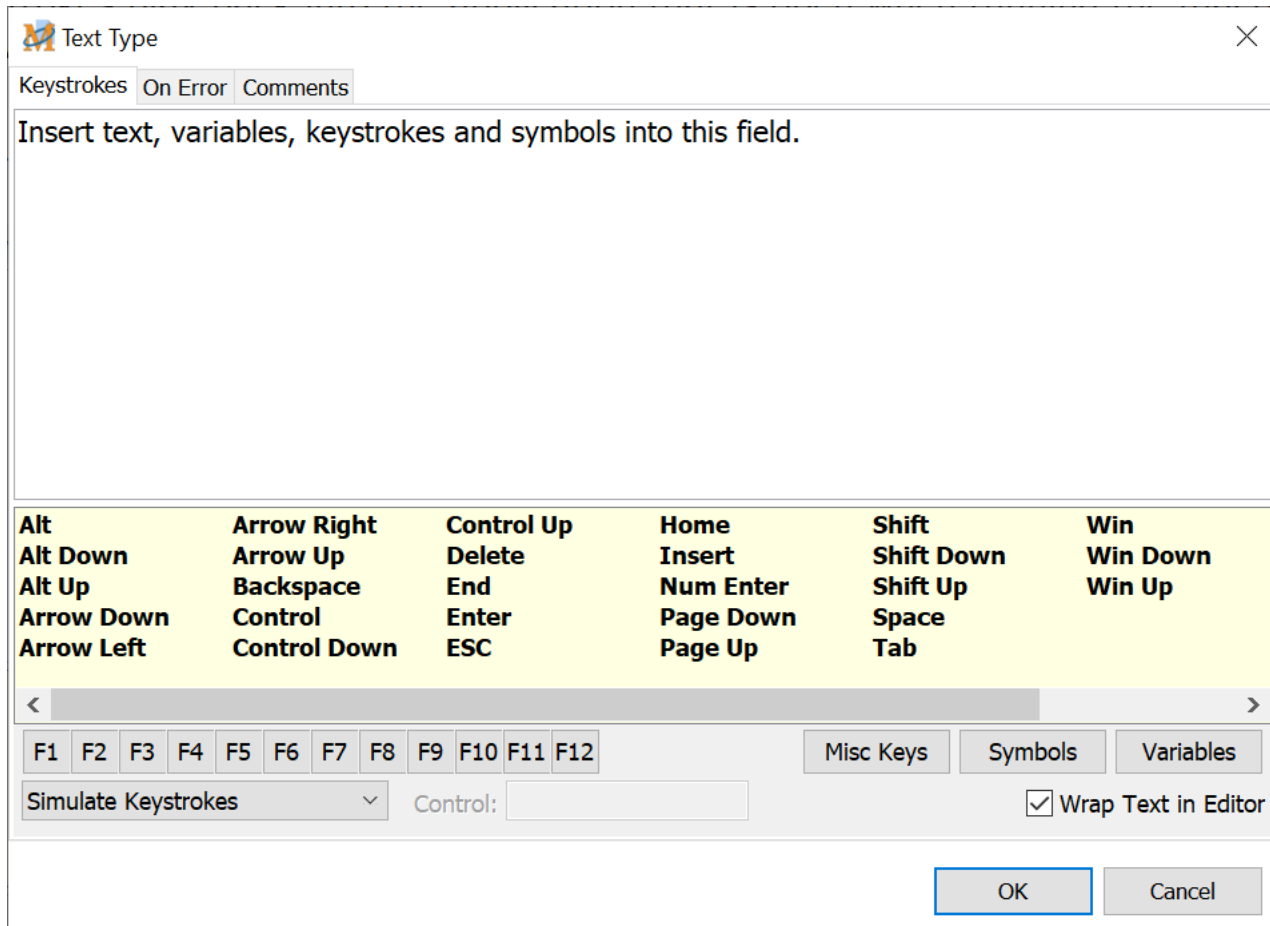 Text Type
Keystrokes On Error Comments
Insert text, variables, keystrokes and symbols into this field.
Alt Arrow Right Control Up Home Shift Win
Alt Down Arrow Up Delete Insert Shift Down Win Down
Alt Up Backspace End Num Enter Shift Up Win Up
Arrow Down Control Enter Page Down Space
Arrow Left Control Down ESC Page Up Tab
F1 F2 F3 F4 F5 F6 F7 F8 F9 F10 F11 F12 Misc Keys Symbols Variables
Simulate Keystrokes Control: Wrap Text in Editor
OK Cancel